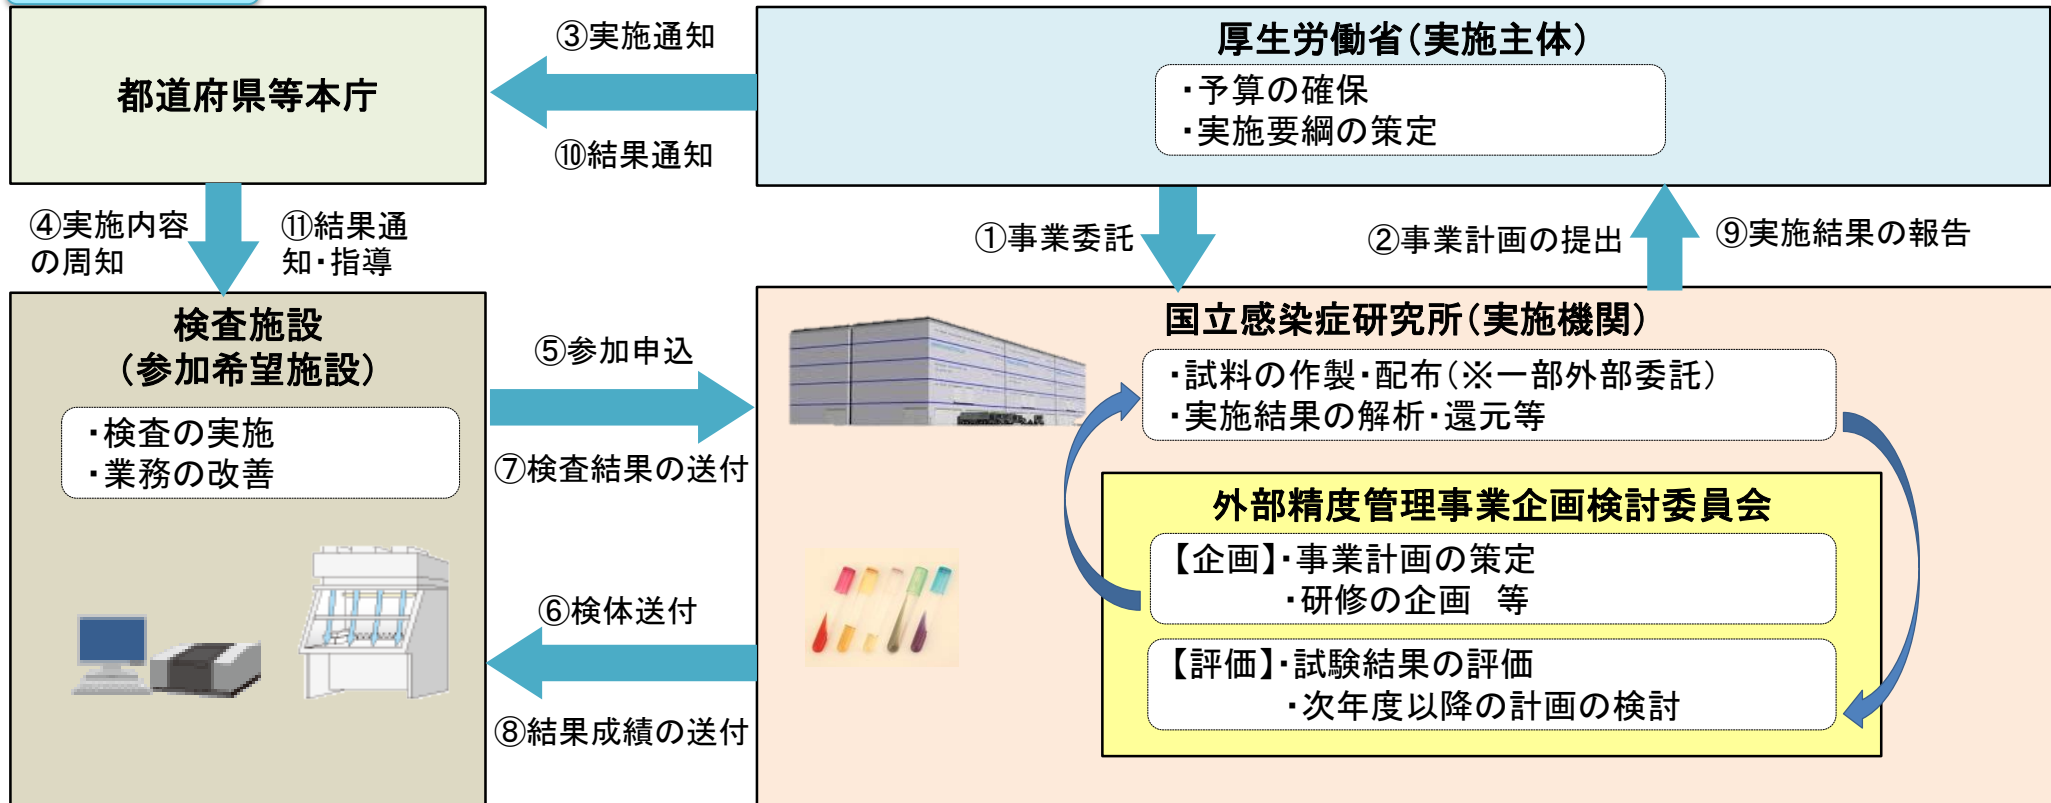 ③実施通知
厚生労働省（実施主体）
都道府県等本庁
・予算の確保
・実施要綱の策定
⑩結果通知
④実施内容
の周知
⑪結果通
知・指導
①事業委託
②事業計画の提出
⑨実施結果の報告
検査施設
（参加希望施設）
・検査の実施
・業務の改善
⑤参加申込
⑦検査結果の送付
⑥検体送付
⑧結果成績の送付
国立感染症研究所（実施機関）
・試料の作製・配布（※一部外部委託）
・実施結果の解析・還元等
外部精度管理事業企画検討委員会
【企画】・事業計画の策定
・研修の企画　等
【評価】・試験結果の評価
・次年度以降の計画の検討